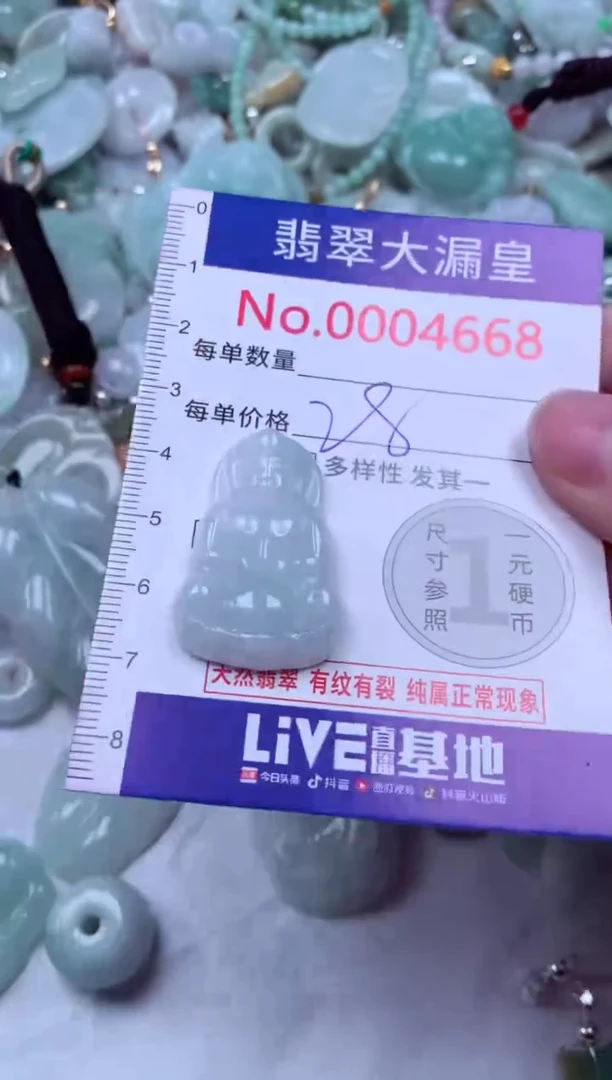 0
翡翠大漏皇
1
No.0004668
2
每单数量
3
每单价格 28
4
多样性 发其一
5
尺寸参照
1
一元硬币
6
7
天然翡翠 有纹有裂 纯属正常现象
8
LiVE直播基地
今日头条 抖音 西瓜视频 抖音火山版